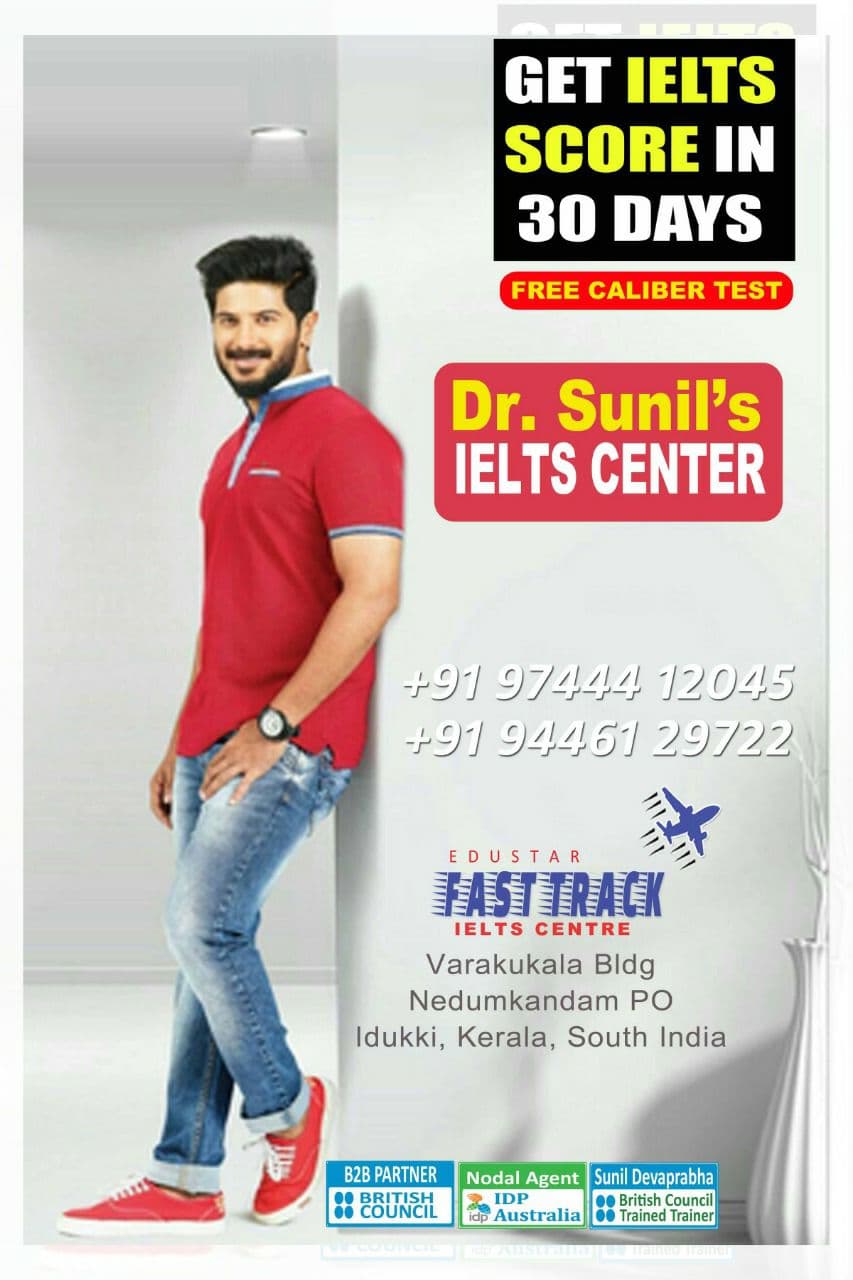 GET IELTS
SCORE IN
30 DAYS
FREE CALIBER TEST
Dr. Sunil's
IELTS CENTER
+91 97444 12045
+91 94461 29722
EDUSTAR
FAST TRACK
IELTS CENTRE
Varakukala Bldg
Nedumkandam PO
Idukki, Kerala, South India
B2B PARTNER
BRITISH
COUNCIL
Nodal Agent
idp IDP
Australia
Sunil Devaprabha
British Council
Trained Trainer